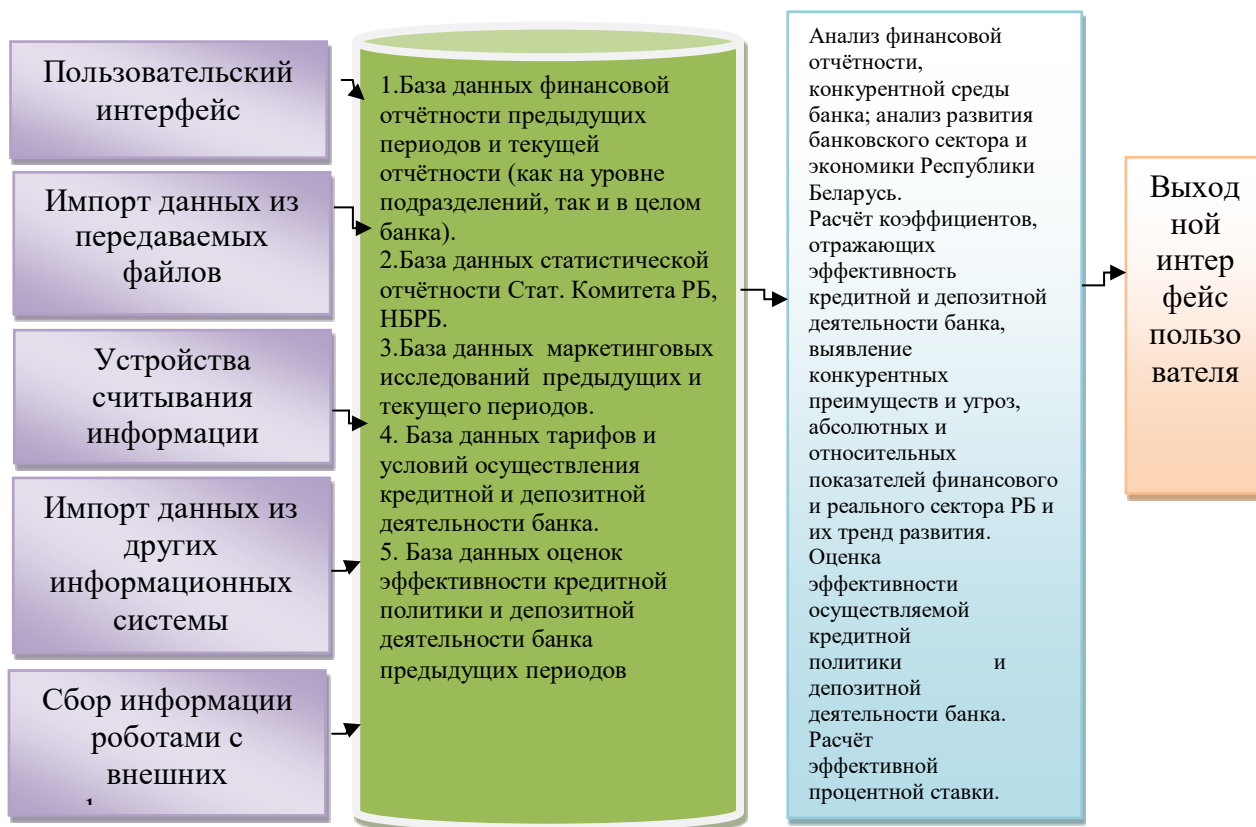 Пользовательский
интерфейс
Импорт данных из
передаваемых
файлов
Устройства
считывания
информации
Импорт данных из
других
информационных
системы
Сбор информации
роботами с
внешних
1.База данных финансовой
отчётности предыдущих
периодов и текущей
отчётности (как на уровне
подразделений, так и в целом
банка).
2.База данных статистической
отчётности Стат. Комитета РБ,
НБРБ.
3.База данных маркетинговых
исследований предыдущих и
текущего периодов.
4. База данных тарифов и
условий осуществления
кредитной и депозитной
деятельности банка.
5. База данных оценок
эффективности кредитной
политики и депозитной
деятельности банка
предыдущих периодов
Анализ финансовой
отчётности,
конкурентной среды
банка; анализ развития
банковского сектора и
экономики Республики
Беларусь.
Расчёт коэффициентов,
отражающих
эффективность
кредитной и депозитной
деятельности банка,
выявление
конкурентных
преимуществ и угроз,
абсолютных и
относительных
показателей финансового
и реального сектора РБ и
их тренд развития.
Оценка
эффективности
осуществляемой
кредитной
политики и
депозитной
деятельности банка.
Расчёт
эффективной
процентной ставки.
Выход
ной
интер
фейс
пользо
вателя